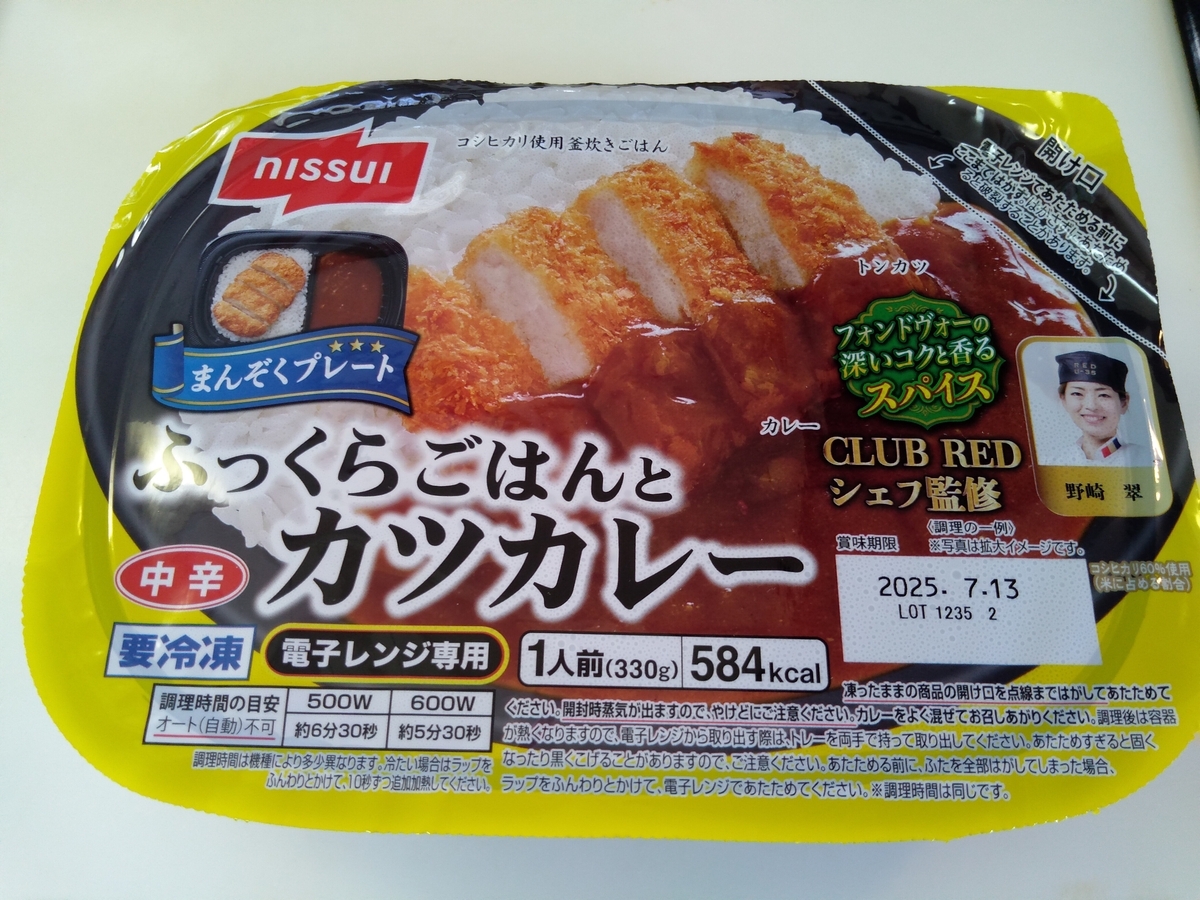 nissui
コシヒカリ使用 釜炊きごはん
開け口
電子レンジであたためる前に
トンカツ
まんぞくプレート
フォンドヴォーの
深いコクと香る
スパイス
RED
U-35
カレー
CLUB RED
シェフ監修
野崎 翠
ふっくらごはんと
カツカレー
中辛
〈調理の一例〉
賞味期限
※写真は拡大イメージです。
コシヒカリ60%使用
(米に占める割合)
2025. 7.13
LOT 1235 2
要冷凍
電子レンジ専用
1人前(330g) 584kcal
調理時間の目安 500W 600W
オート(自動)不可 約6分30秒 約5分30秒
調理時間は機種により多少異なります。冷たい場合はラップを
ふんわりとかけて、10秒ずつ追加加熱してください。
凍ったままの商品の開け口を点線まではがしてあたためて
ください。開封時蒸気が出ますので、やけどにご注意ください。カレーをよく混ぜてお召しあがりください。調理後は容器
が熱くなりますので、電子レンジから取り出す際は、トレーを両手で持って取り出してください。あたためすぎると固く
なったり黒くこげることがありますので、ご注意ください。あたためる前に、ふたを全部はがしてしまった場合、
ラップをふんわりとかけて、電子レンジであたためてください。※調理時間は同じです。